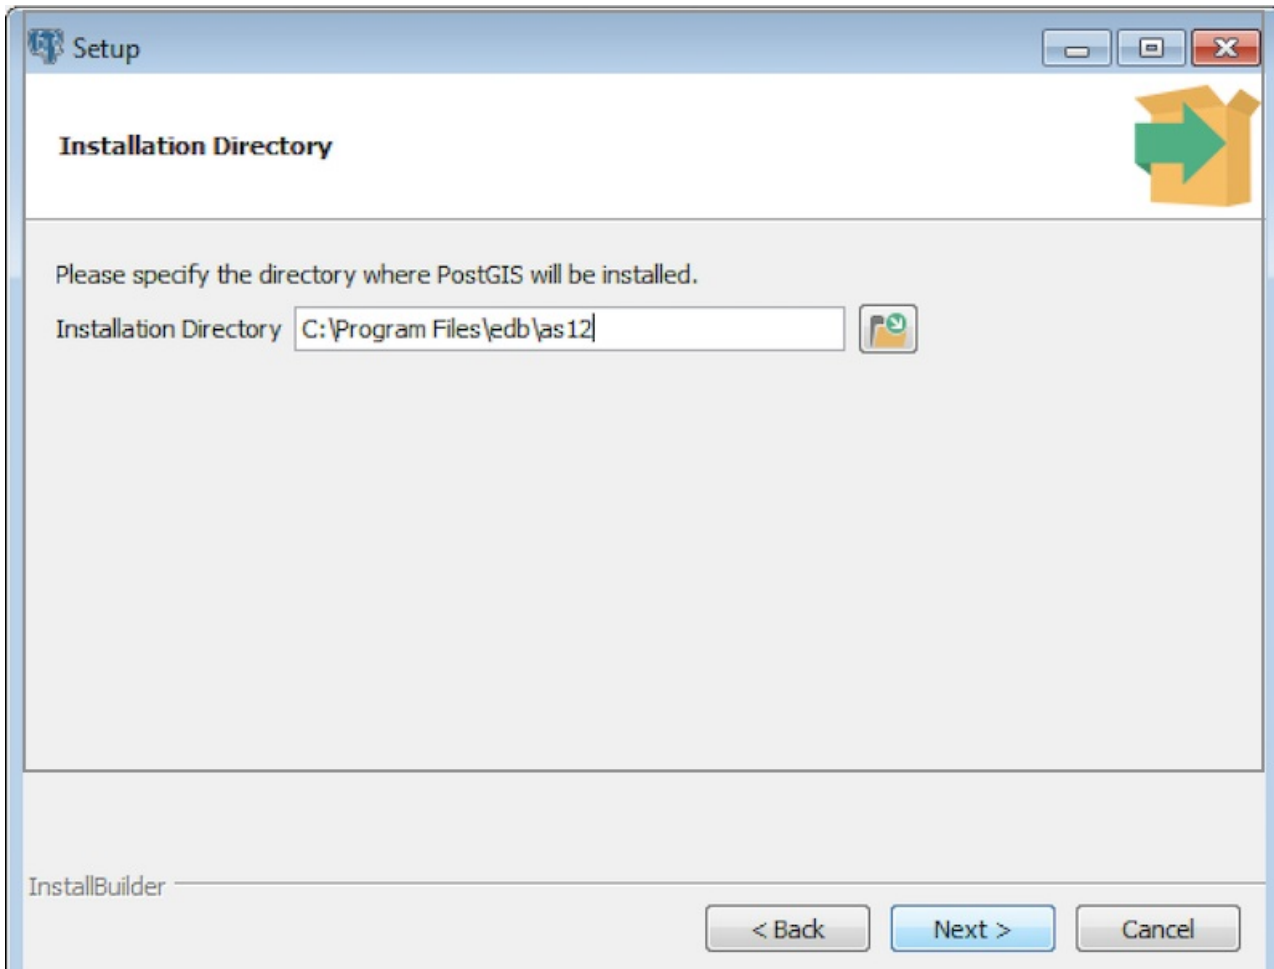 Setup
Installation Directory
Please specify the directory where PostGIS will be installed.
Installation Directory C:\Program Files\edb\as12
InstallBuilder
< Back Next > Cancel